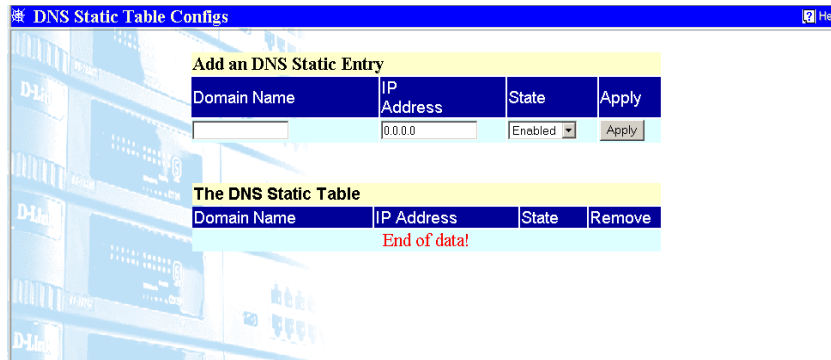 DNS Static Table Configs
He
Add an DNS Static Entry
Domain Name IP Address State Apply
0.0.0.0 Enabled Apply
The DNS Static Table
Domain Name IP Address State Remove
End of data!
D-Link
D-Link
D-Link